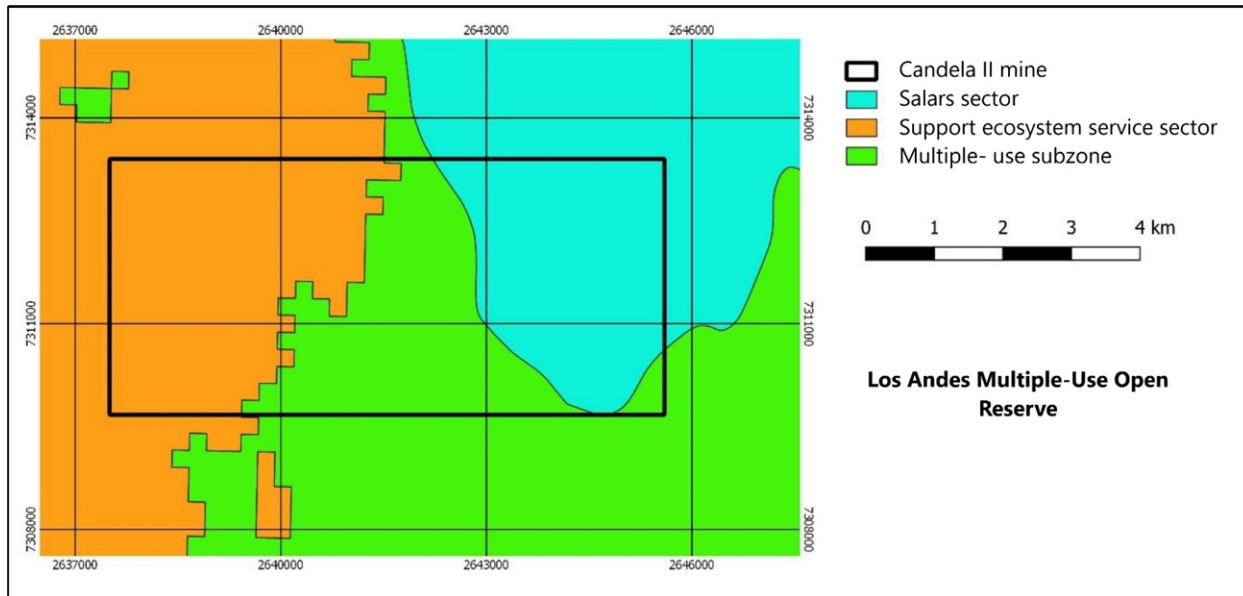 2637000 2640000 2643000 2646000
7314000 7314000
7311000 7311000
7308000 7308000
2637000 2640000 2643000 2646000
Candela II mine
Salars sector
Support ecosystem service sector
Multiple- use subzone
0 1 2 3 4 km
Los Andes Multiple-Use Open
Reserve